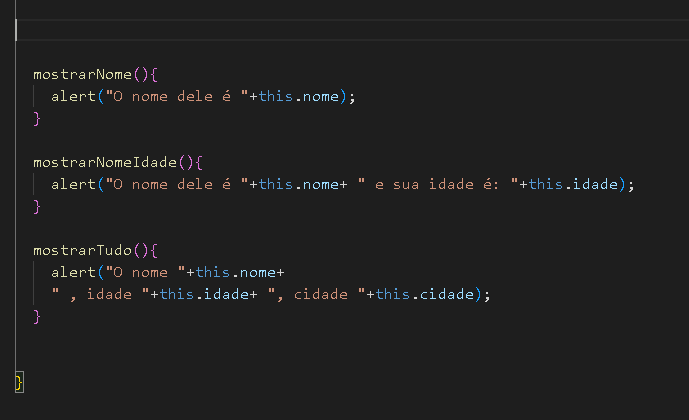 mostrarNome(){
alert("O nome dele é "+this.nome);
}
mostrarNomeIdade(){
alert("O nome dele é "+this.nome+ " e sua idade é: "+this.idade);
}
mostrarTudo(){
alert("O nome "+this.nome+
" , idade "+this.idade+ ", cidade "+this.cidade);
}
}